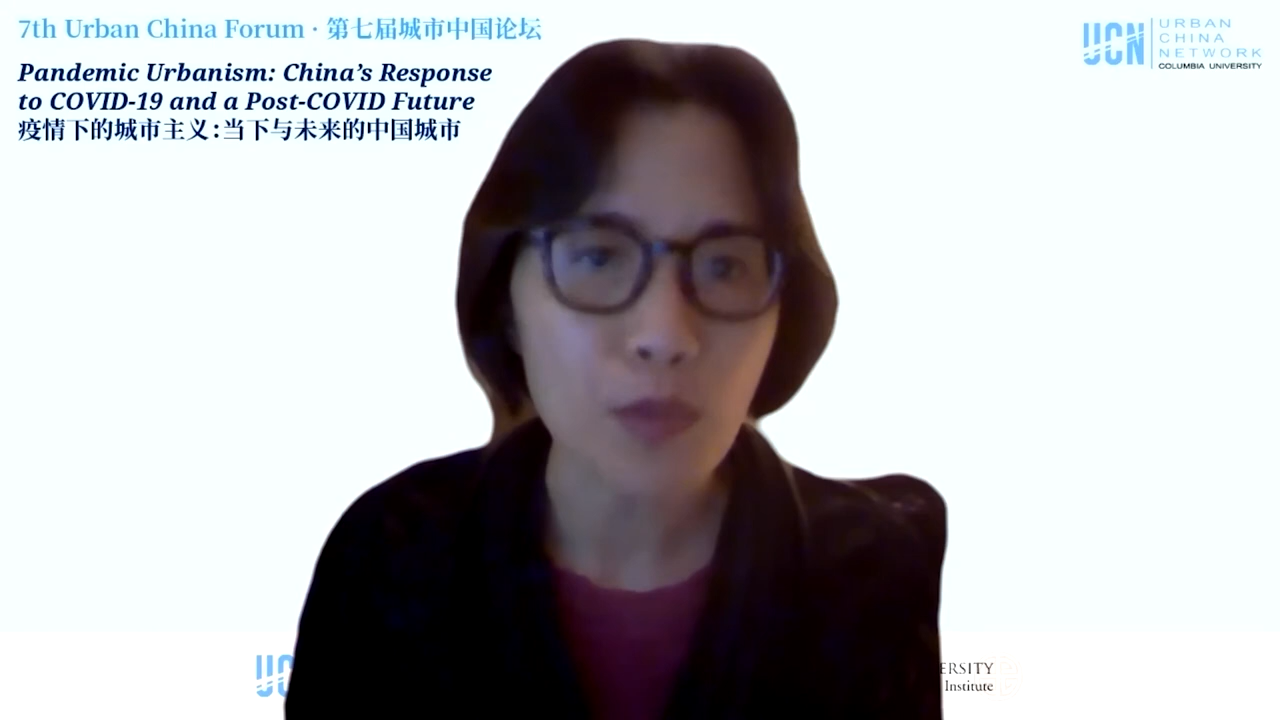 7th Urban China Forum · 第七届城市中国论坛
Pandemic Urbanism: China’s Response
to COVID-19 and a Post-COVID Future
疫情下的城市主义:当下与未来的中国城市
UCN
URBAN
CHINA
NETWORK
COLUMBIA UNIVERSITY
UC
ERSITY
Institute